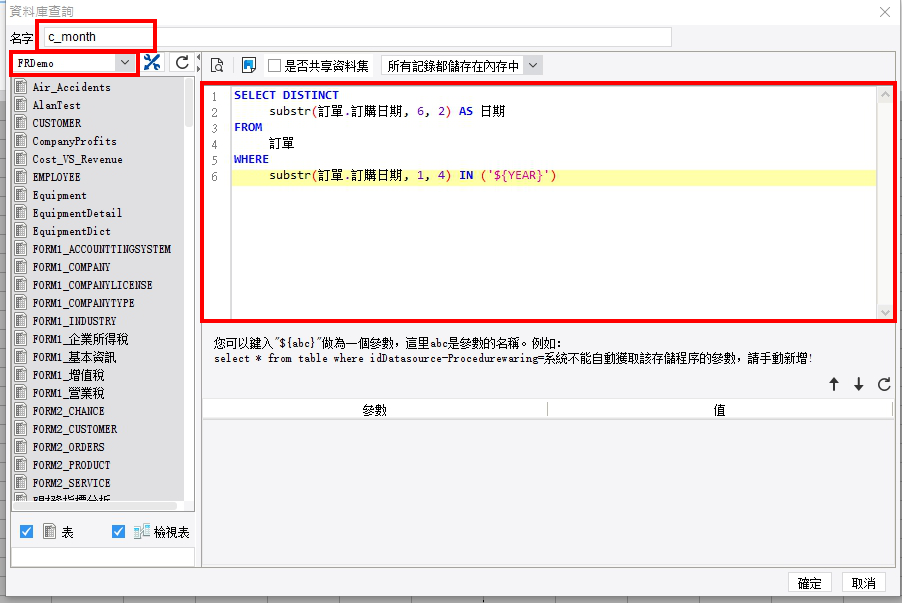 資料庫查詢
名字 c_month
FRDemo
是否共享資料集
所有記錄都儲存在內存中
Air_Accidents
AlanTest
CUSTOMER
CompanyProfits
Cost_VS_Revenue
EMPLOYEE
Equipment
EquipmentDetail
EquipmentDict
FORM1_ACCOUNTTINGSYSTEM
FORM1_COMPANY
FORM1_COMPANYLICENSE
FORM1_COMPANYTYPE
FORM1_INDUSTRY
FORM1_企業所得稅
FORM1_基本資訊
FORM1_增值稅
FORM1_營業稅
FORM2_CHANCE
FORM2_CUSTOMER
FORM2_ORDERS
FORM2_PRODUCT
FORM2_SERVICE
表
檢視表
1 SELECT DISTINCT
2 substr(訂單.訂購日期, 6, 2) AS 日期
3 FROM
4 訂單
5 WHERE
6 substr(訂單.訂購日期, 1, 4) IN ('${YEAR}')
您可以鍵入"${abc}"做為一個參數，這里abc是參數的名稱。例如:
select * from table where idDatasource-Procedurewaring=系統不能自動獲取該存儲程序的參數，請手動新增!
參數 值
確定 取消